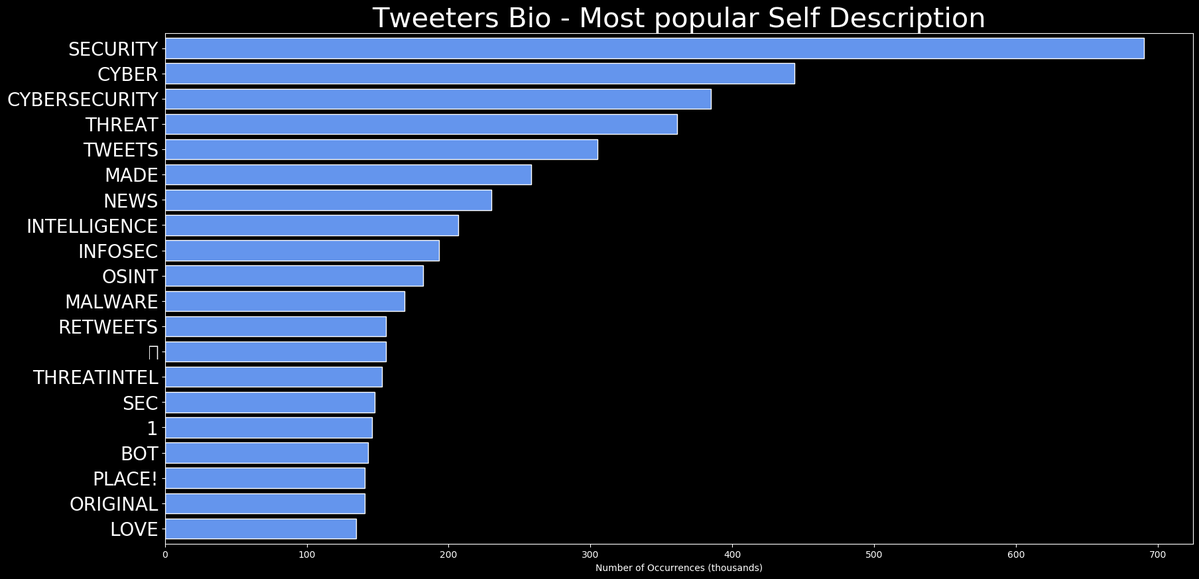 Tweeters Bio - Most popular Self Description
SECURITY
CYBER
CYBERSECURITY
THREAT
TWEETS
MADE
NEWS
INTELLIGENCE
INFOSEC
OSINT
MALWARE
RETWEETS
THREATINTEL
SEC
1
BOT
PLACE!
ORIGINAL
LOVE
0 100 200 300 400 500 600 700
Number of Occurrences (thousands)